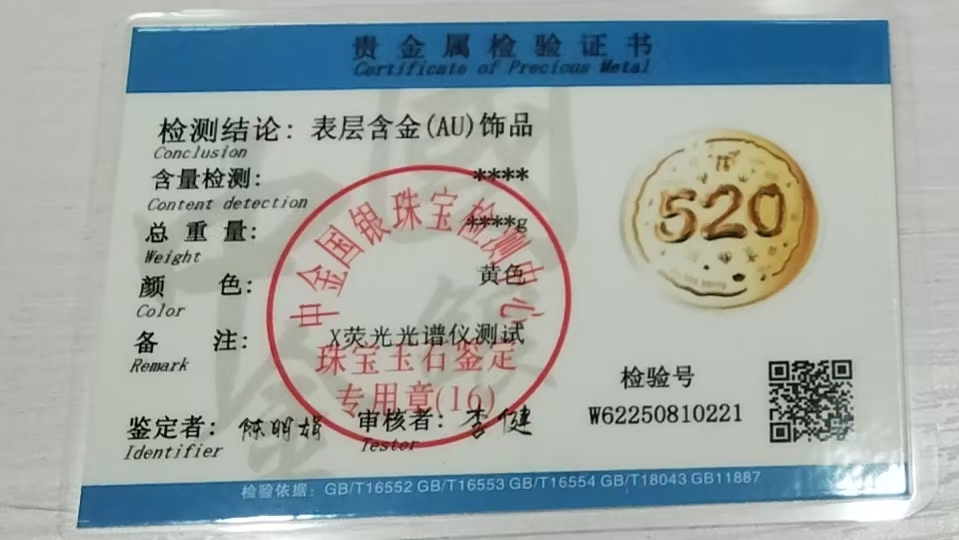 贵金属检验证书
Certificate of Precious Metal
检测结论: 表层含金(AU)饰品
Conclusion
含量检测: ****
Content detection
总重量: ****g
Weight
颜色: 黄色
Color
备注: X荧光光谱仪测试
Remark
中金国银珠宝检测中心
珠宝玉石鉴定
专用章(16)
520
检验号
W62250810221
鉴定者: 陈明娟 审核者: 李健
Identifier Tester
检验依据: GB/T16552 GB/T16553 GB/T16554 GB/T18043 GB11887